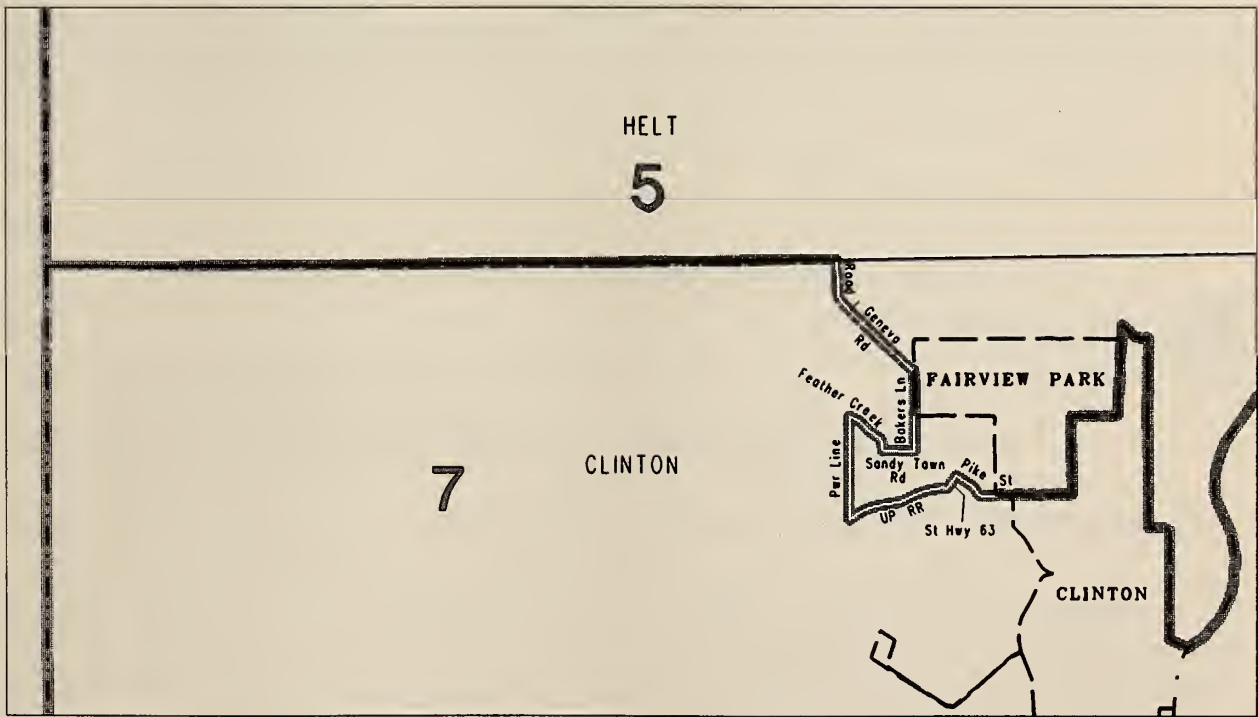 HELT
5
Road
Geneva
Rd
FAIRVIEW PARK
Feather Creek
Bakers Ln
7
CLINTON
Pwr Line
Sandy Town
Rd
Pike
St
UP RR
St Hwy 63
CLINTON